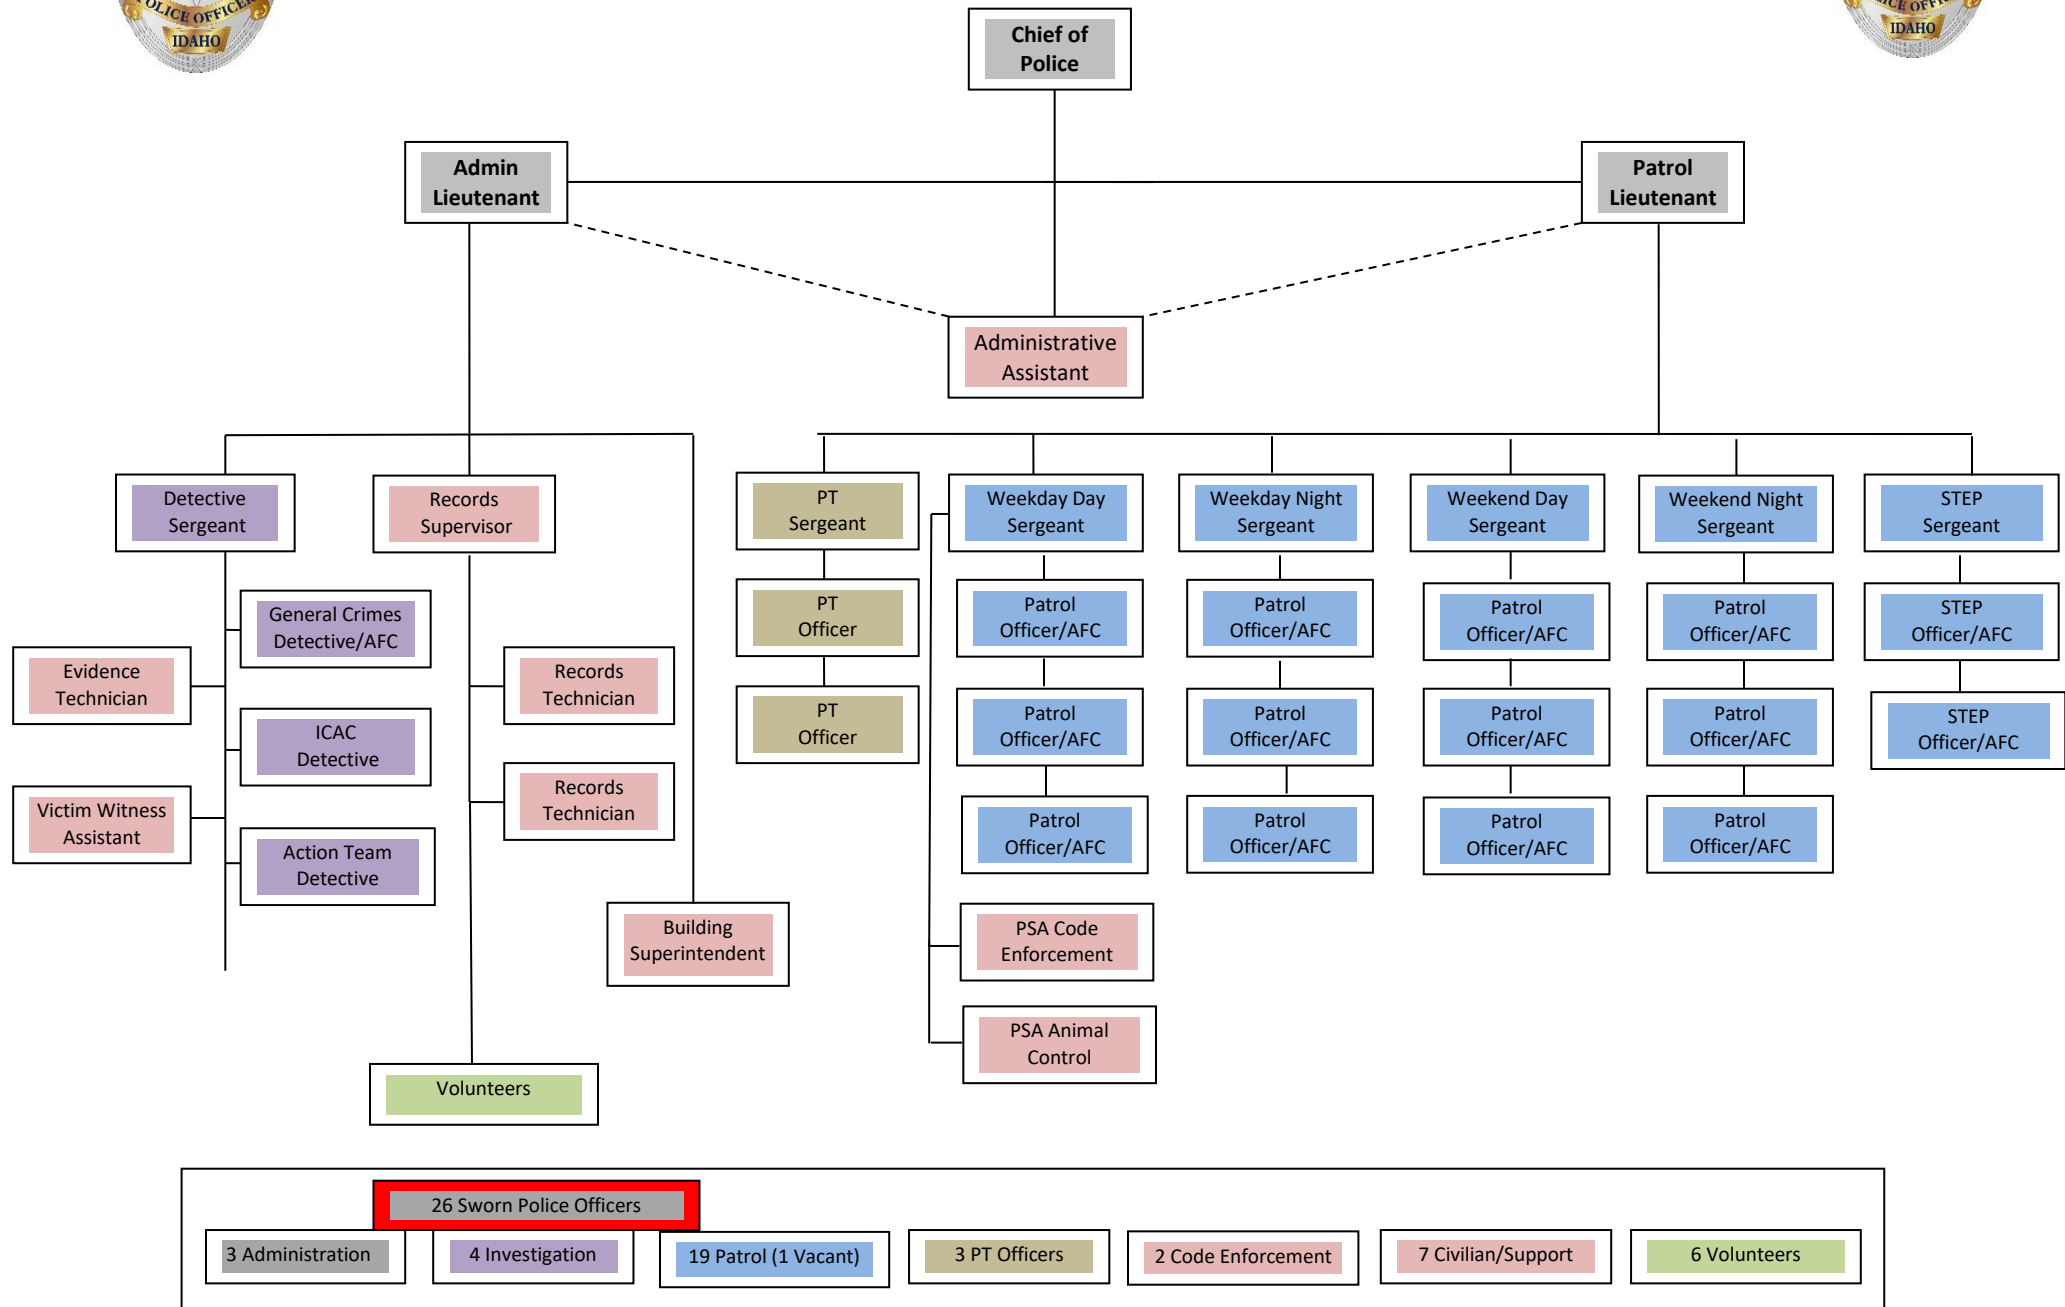 POLICE OFFICER
IDAHO
IDAHO
Chief of
Police
Admin
Lieutenant
Patrol
Lieutenant
Administrative
Assistant
Detective
Sergeant
Records
Supervisor
PT
Sergeant
Weekday Day
Sergeant
Weekday Night
Sergeant
Weekend Day
Sergeant
Weekend Night
Sergeant
STEP
Sergeant
General Crimes
Detective/AFC
PT
Officer
Patrol
Officer/AFC
Patrol
Officer/AFC
Patrol
Officer/AFC
Patrol
Officer/AFC
STEP
Officer/AFC
Evidence
Technician
Records
Technician
ICAC
Detective
PT
Officer
Patrol
Officer/AFC
Patrol
Officer/AFC
Patrol
Officer/AFC
Patrol
Officer/AFC
STEP
Officer/AFC
Victim Witness
Assistant
Records
Technician
Action Team
Detective
Patrol
Officer/AFC
Patrol
Officer/AFC
Patrol
Officer/AFC
Patrol
Officer/AFC
Building
Superintendent
PSA Code
Enforcement
PSA Animal
Control
Volunteers
26 Sworn Police Officers
3 Administration
4 Investigation
19 Patrol (1 Vacant)
3 PT Officers
2 Code Enforcement
7 Civilian/Support
6 Volunteers